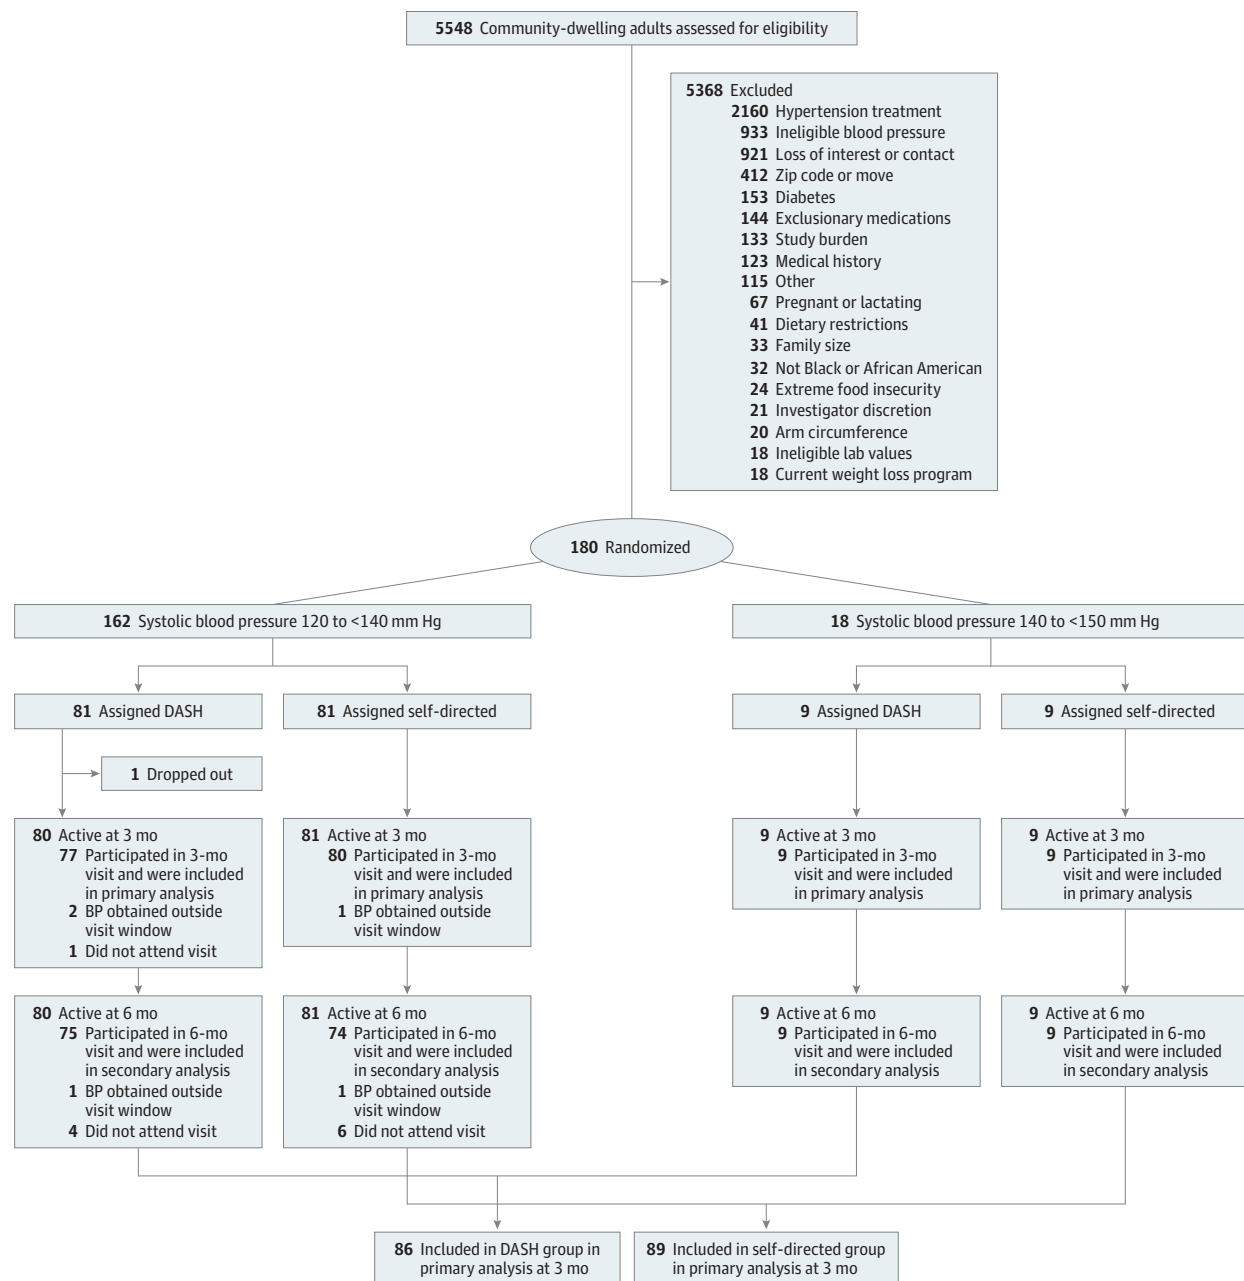 5548 Community-dwelling adults assessed for eligibility
5368 Excluded
2160 Hypertension treatment
933 Ineligible blood pressure
921 Loss of interest or contact
412 Zip code or move
153 Diabetes
144 Exclusionary medications
133 Study burden
123 Medical history
115 Other
67 Pregnant or lactating
41 Dietary restrictions
33 Family size
32 Not Black or African American
24 Extreme food insecurity
21 Investigator discretion
20 Arm circumference
18 Ineligible lab values
18 Current weight loss program
180 Randomized
162 Systolic blood pressure 120 to <140 mm Hg
18 Systolic blood pressure 140 to <150 mm Hg
81 Assigned DASH
81 Assigned self-directed
9 Assigned DASH
9 Assigned self-directed
1 Dropped out
80 Active at 3 mo
77 Participated in 3-mo
visit and were included
in primary analysis
2 BP obtained outside
visit window
1 Did not attend visit
81 Active at 3 mo
80 Participated in 3-mo
visit and were included
in primary analysis
1 BP obtained outside
visit window
9 Active at 3 mo
9 Participated in 3-mo
visit and were included
in primary analysis
9 Active at 3 mo
9 Participated in 3-mo
visit and were included
in primary analysis
80 Active at 6 mo
75 Participated in 6-mo
visit and were included
in secondary analysis
1 BP obtained outside
visit window
4 Did not attend visit
81 Active at 6 mo
74 Participated in 6-mo
visit and were included
in secondary analysis
1 BP obtained outside
visit window
6 Did not attend visit
9 Active at 6 mo
9 Participated in 6-mo
visit and were included
in secondary analysis
9 Active at 6 mo
9 Participated in 6-mo
visit and were included
in secondary analysis
86 Included in DASH group in
primary analysis at 3 mo
89 Included in self-directed group
in primary analysis at 3 mo